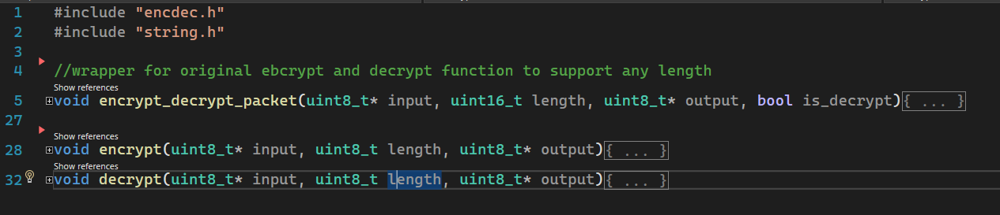 1 #include "encdec.h"
2 #include "string.h"
3
4 //wrapper for original ebcrypt and decrypt function to support any length
Show references
5 void encrypt_decrypt_packet(uint8_t* input, uint16_t length, uint8_t* output, bool is_decrypt){ ... }
27
Show references
28 void encrypt(uint8_t* input, uint8_t length, uint8_t* output){ ... }
Show references
32 void decrypt(uint8_t* input, uint8_t length, uint8_t* output){ ... }